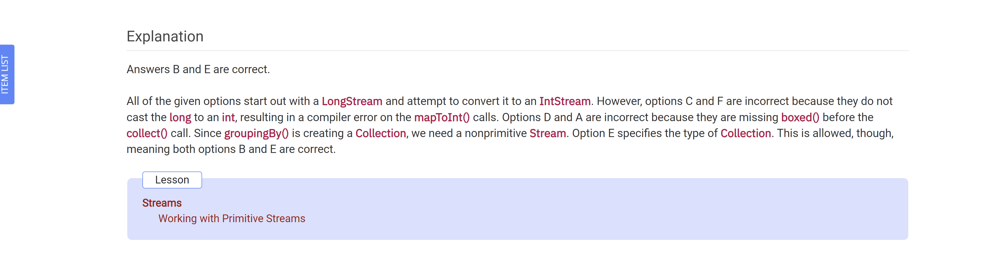 Explanation
ITEM LIST
Answers B and E are correct.
All of the given options start out with a LongStream and attempt to convert it to an IntStream. However, options C and F are incorrect because they do not
cast the long to an int, resulting in a compiler error on the mapToInt() calls. Options D and A are incorrect because they are missing boxed() before the
collect() call. Since groupingBy() is creating a Collection, we need a nonprimitive Stream. Option E specifies the type of Collection. This is allowed, though,
meaning both options B and E are correct.
Lesson
Streams
Working with Primitive Streams